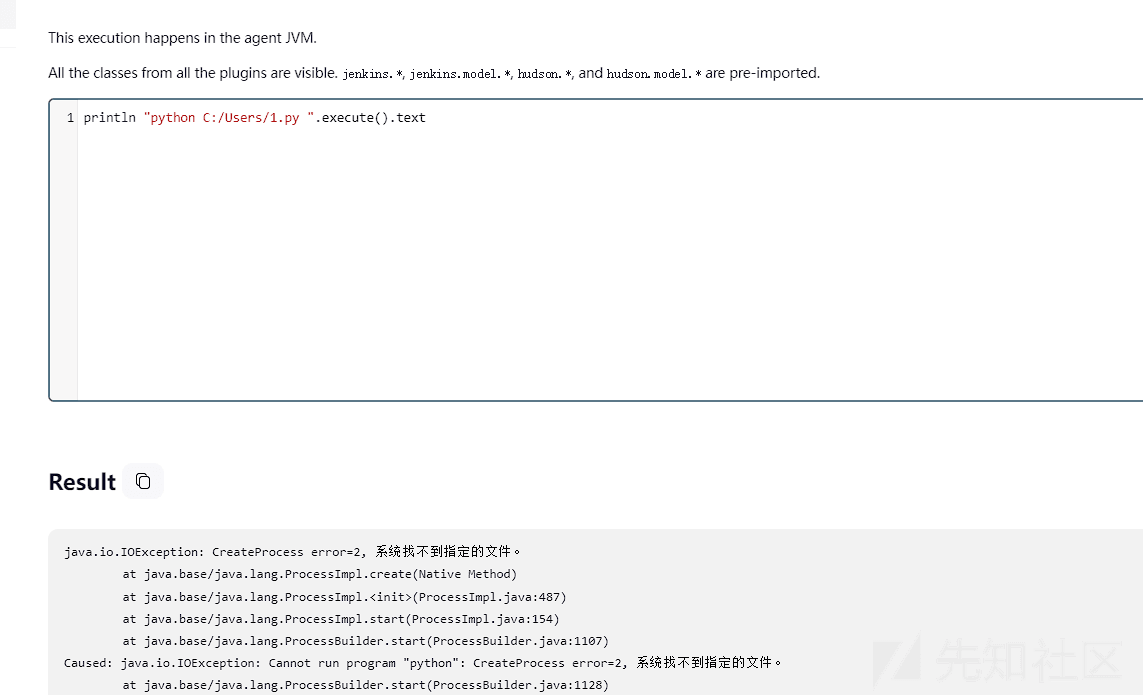 This execution happens in the agent JVM.
All the classes from all the plugins are visible. jenkins.*, jenkins.model.*, hudson.*, and hudson.model.* are pre-imported.
1 println "python C:/Users/1.py ".execute().text
Result
java.io.IOException: CreateProcess error=2, 系统找不到指定的文件。
at java.base/java.lang.ProcessImpl.create(Native Method)
at java.base/java.lang.ProcessImpl.<init>(ProcessImpl.java:487)
at java.base/java.lang.ProcessImpl.start(ProcessImpl.java:154)
at java.base/java.lang.ProcessBuilder.start(ProcessBuilder.java:1107)
Caused: java.io.IOException: Cannot run program "python": CreateProcess error=2, 系统找不到指定的文件。
at java.base/java.lang.ProcessBuilder.start(ProcessBuilder.java:1128)
先知社区